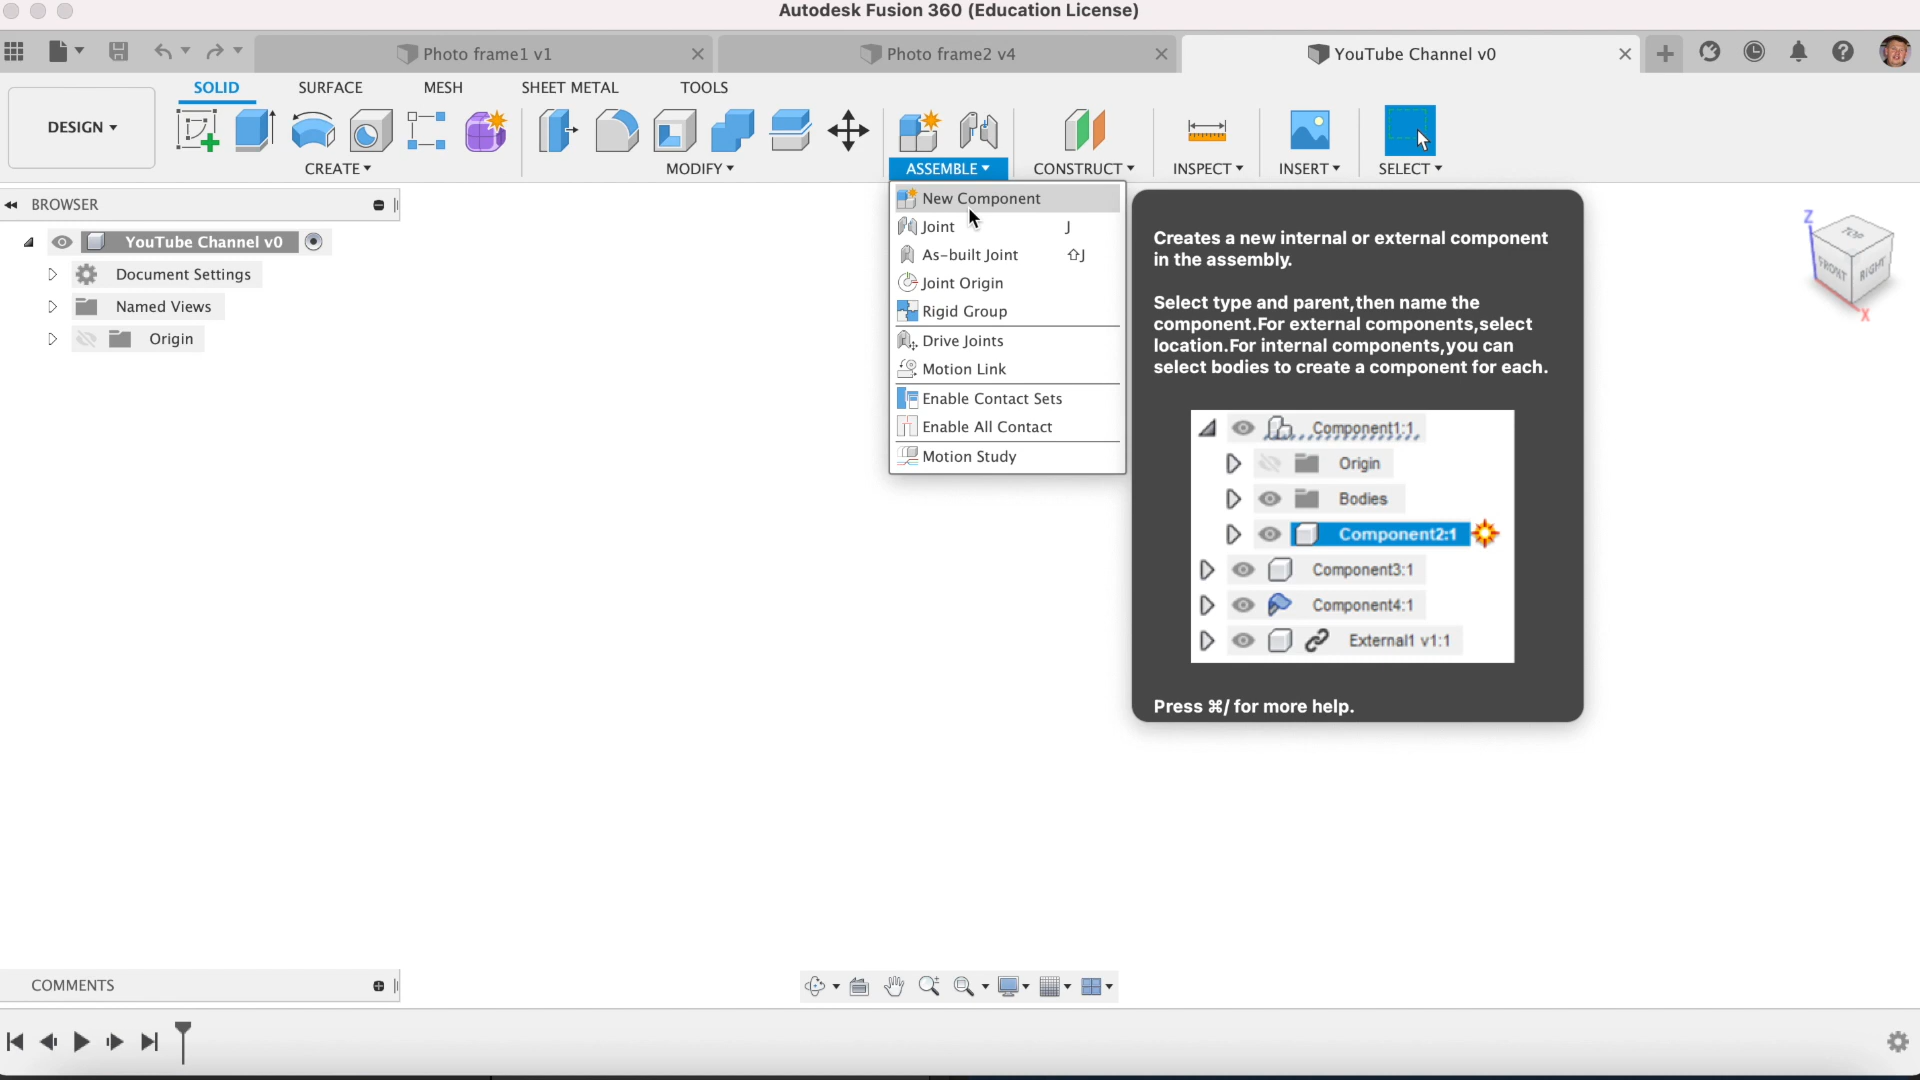 Autodesk Fusion 360 (Education License)
Photo frame1 v1
Photo frame2 v4
YouTube Channel v0
SOLID
SURFACE
MESH
SHEET METAL
TOOLS
DESIGN
CREATE
MODIFY
ASSEMBLE
CONSTRUCT
INSPECT
INSERT
SELECT
BROWSER
YouTube Channel v0
Document Settings
Named Views
Origin
New Component
Joint J
As-built Joint ⇧J
Joint Origin
Rigid Group
Drive Joints
Motion Link
Enable Contact Sets
Enable All Contact
Motion Study
Creates a new internal or external component
in the assembly.
Select type and parent,then name the
component.For external components,select
location.For internal components,you can
select bodies to create a component for each.
Component1:1
Origin
Bodies
Component2:1
Component3:1
Component4:1
External1 v1:1
Press ⌘/ for more help.
Z
TOP
FRONT
RIGHT
X
COMMENTS